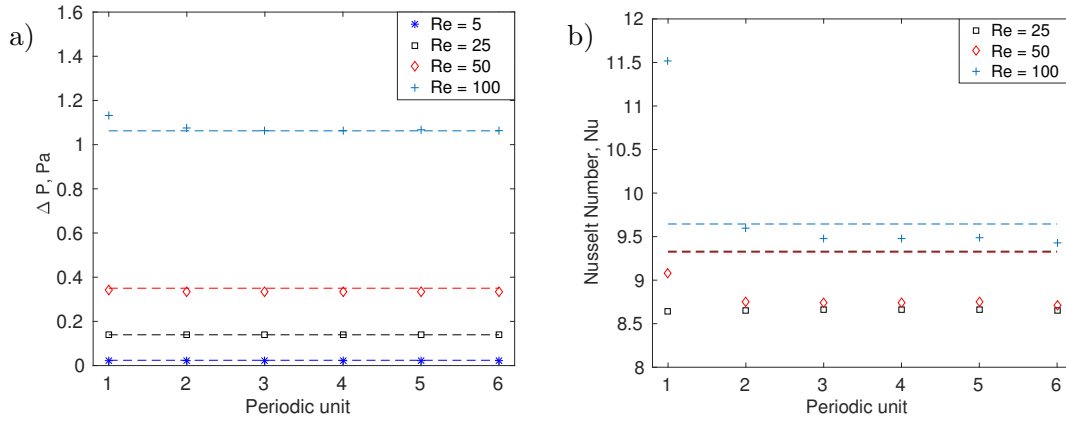 a)
1.6
1.4
1.2
1
0.8
0.6
0.4
0.2
0
Δ P, Pa
1 2 3 4 5 6
Periodic unit
Re = 5
Re = 25
Re = 50
Re = 100
b)
12
11.5
11
10.5
10
9.5
9
8.5
8
Nusselt Number, Nu
1 2 3 4 5 6
Periodic unit
Re = 25
Re = 50
Re = 100